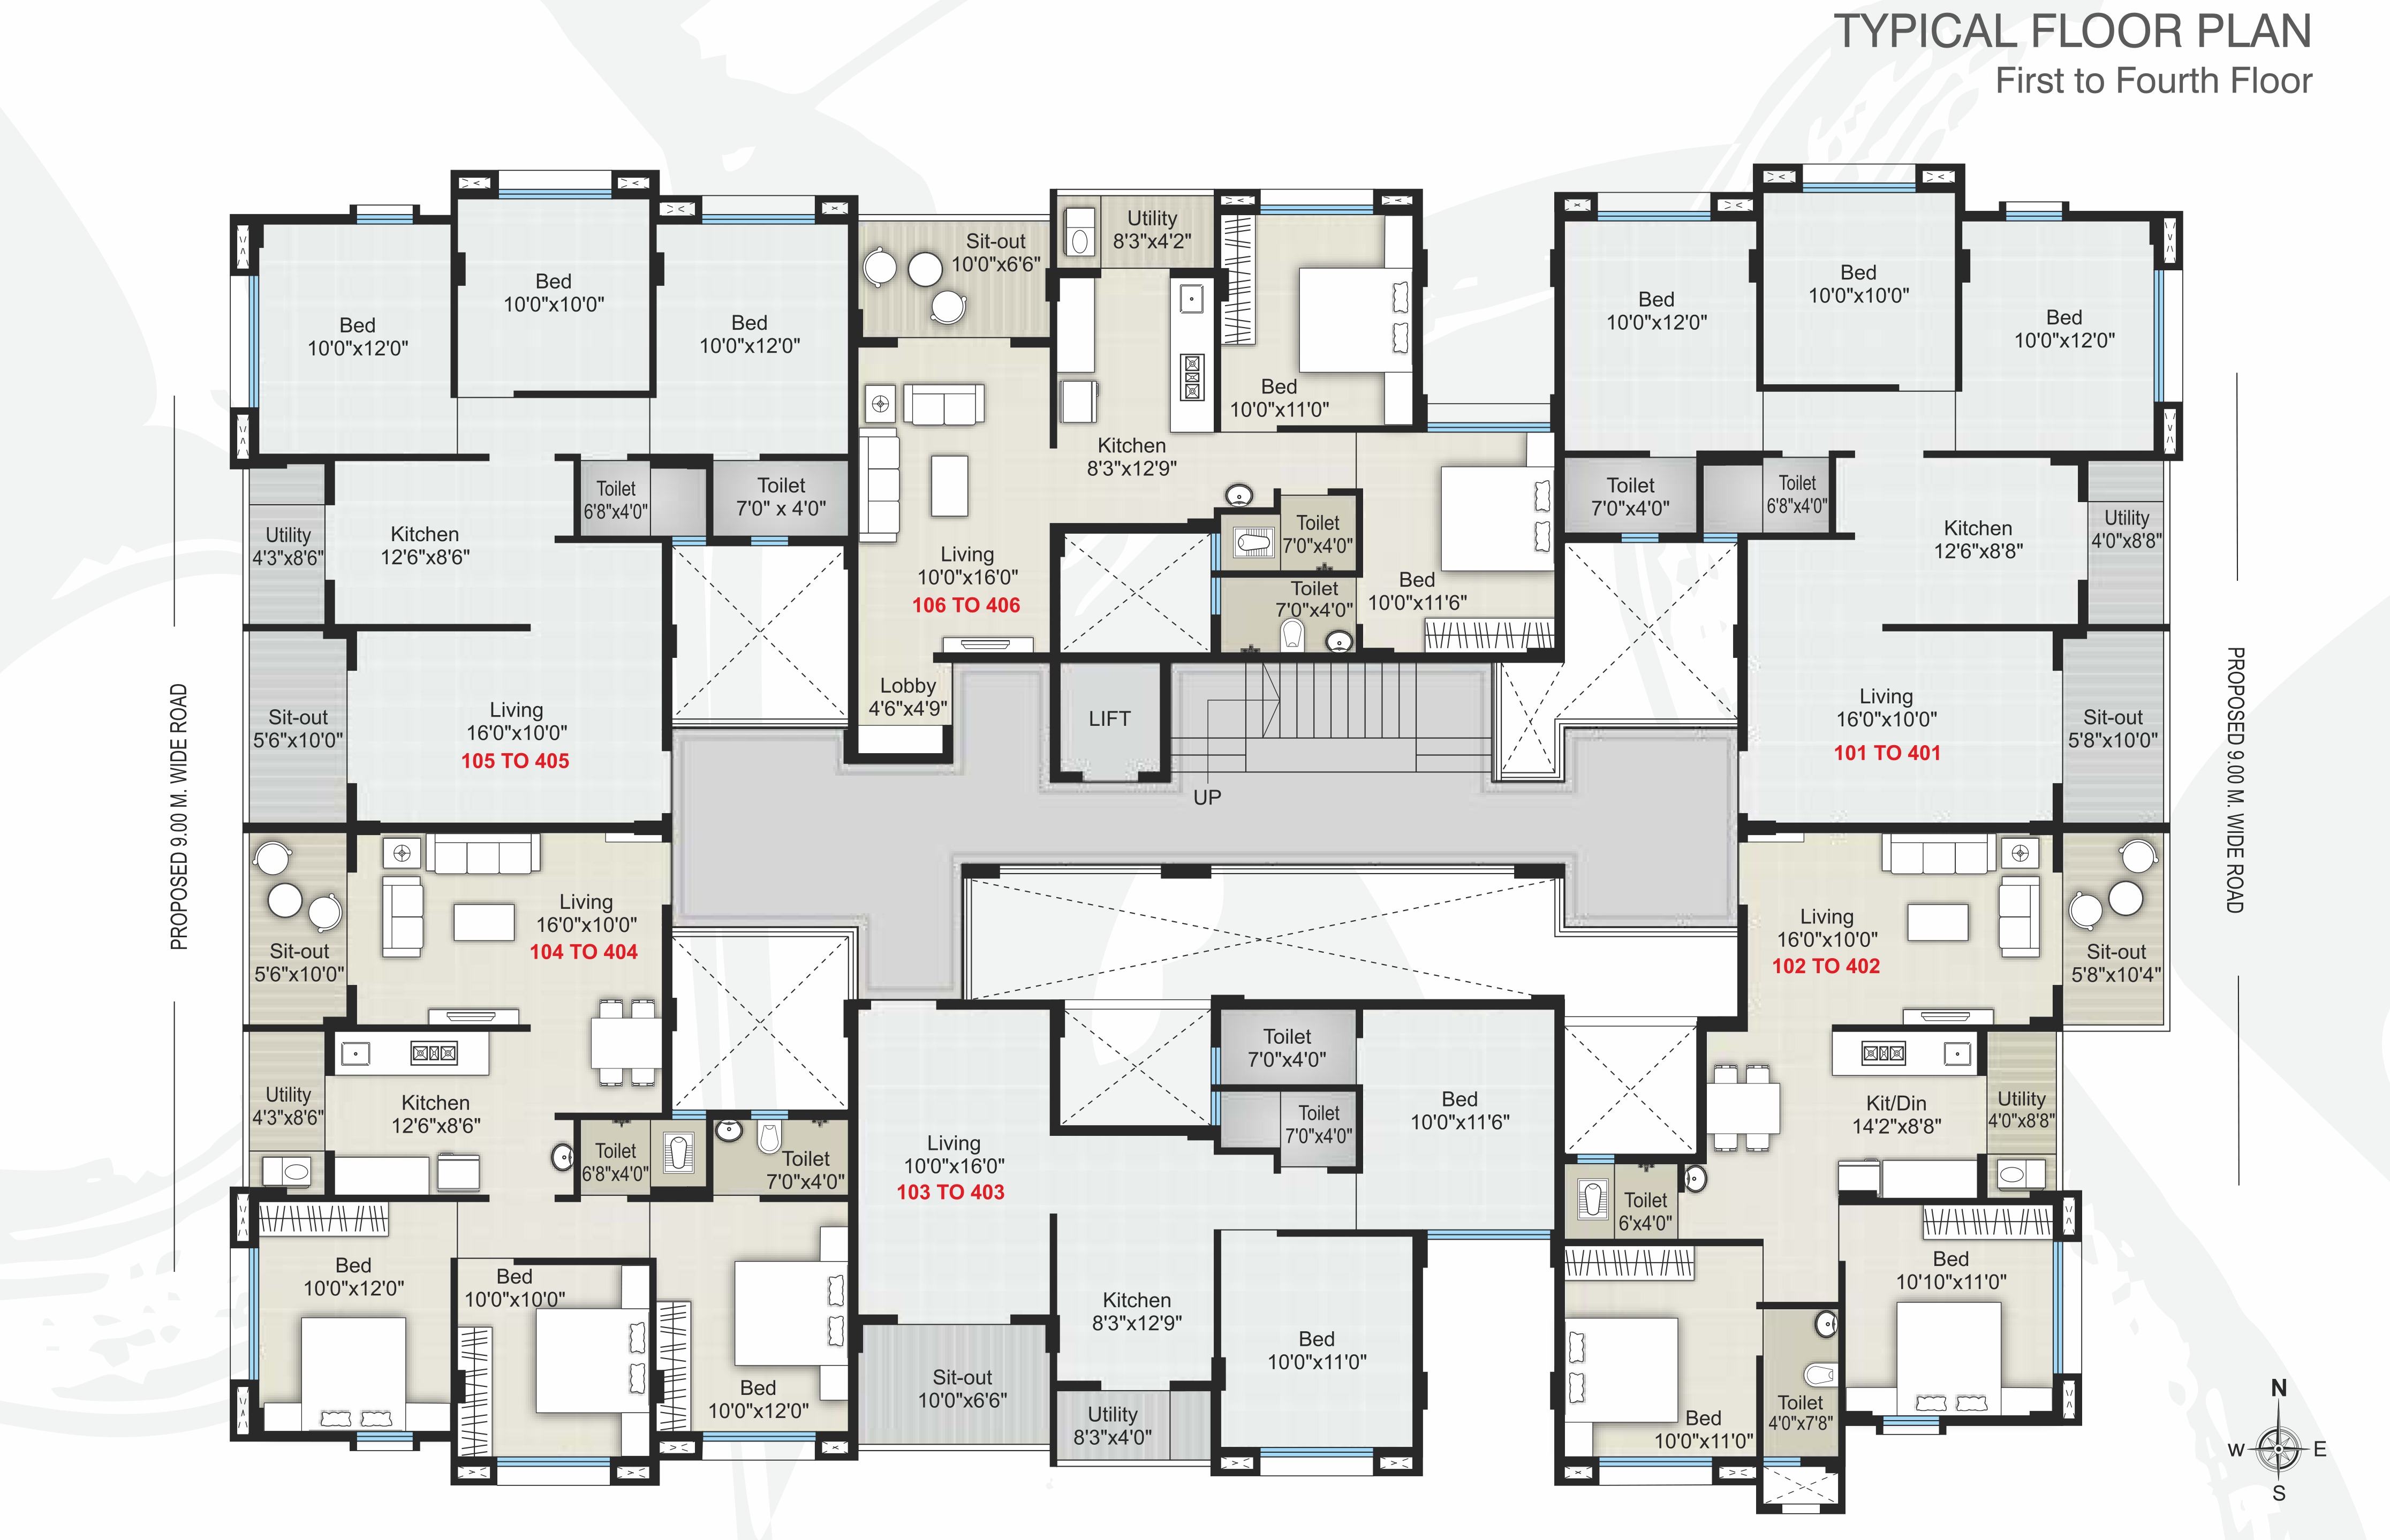 TYPICAL FLOOR PLAN
First to Fourth Floor
Bed
10'0"x12'0"
Bed
10'0"x10'0"
Bed
10'0"x12'0"
Toilet
6'8"x4'0"
Toilet
7'0" x 4'0"
Utility
4'3"x8'6"
Kitchen
12'6"x8'6"
Sit-out
5'6"x10'0"
Living
16'0"x10'0"
105 TO 405
Sit-out
10'0"x6'6"
Utility
8'3"x4'2"
Bed
10'0"x11'0"
Kitchen
8'3"x12'9"
Living
10'0"x16'0"
106 TO 406
Toilet
7'0"x4'0"
Toilet
7'0"x4'0"
Bed
10'0"x11'6"
Lobby
4'6"x4'9"
LIFT
UP
Bed
10'0"x12'0"
Bed
10'0"x10'0"
Bed
10'0"x12'0"
Toilet
7'0"x4'0"
Toilet
6'8"x4'0"
Kitchen
12'6"x8'8"
Utility
4'0"x8'8"
Living
16'0"x10'0"
101 TO 401
Sit-out
5'8"x10'0"
PROPOSED 9.00 M. WIDE ROAD
PROPOSED 9.00 M. WIDE ROAD
Sit-out
5'6"x10'0"
Living
16'0"x10'0"
104 TO 404
Utility
4'3"x8'6"
Kitchen
12'6"x8'6"
Toilet
6'8"x4'0"
Toilet
7'0"x4'0"
Bed
10'0"x12'0"
Bed
10'0"x10'0"
Bed
10'0"x12'0"
Living
10'0"x16'0"
103 TO 403
Toilet
7'0"x4'0"
Toilet
7'0"x4'0"
Bed
10'0"x11'6"
Kitchen
8'3"x12'9"
Bed
10'0"x11'0"
Sit-out
10'0"x6'6"
Utility
8'3"x4'0"
Living
16'0"x10'0"
102 TO 402
Sit-out
5'8"x10'4"
Kit/Din
14'2"x8'8"
Utility
4'0"x8'8"
Toilet
6'x4'0"
Bed
10'10"x11'0"
Toilet
4'0"x7'8"
Bed
10'0"x11'0"
N
W E
S